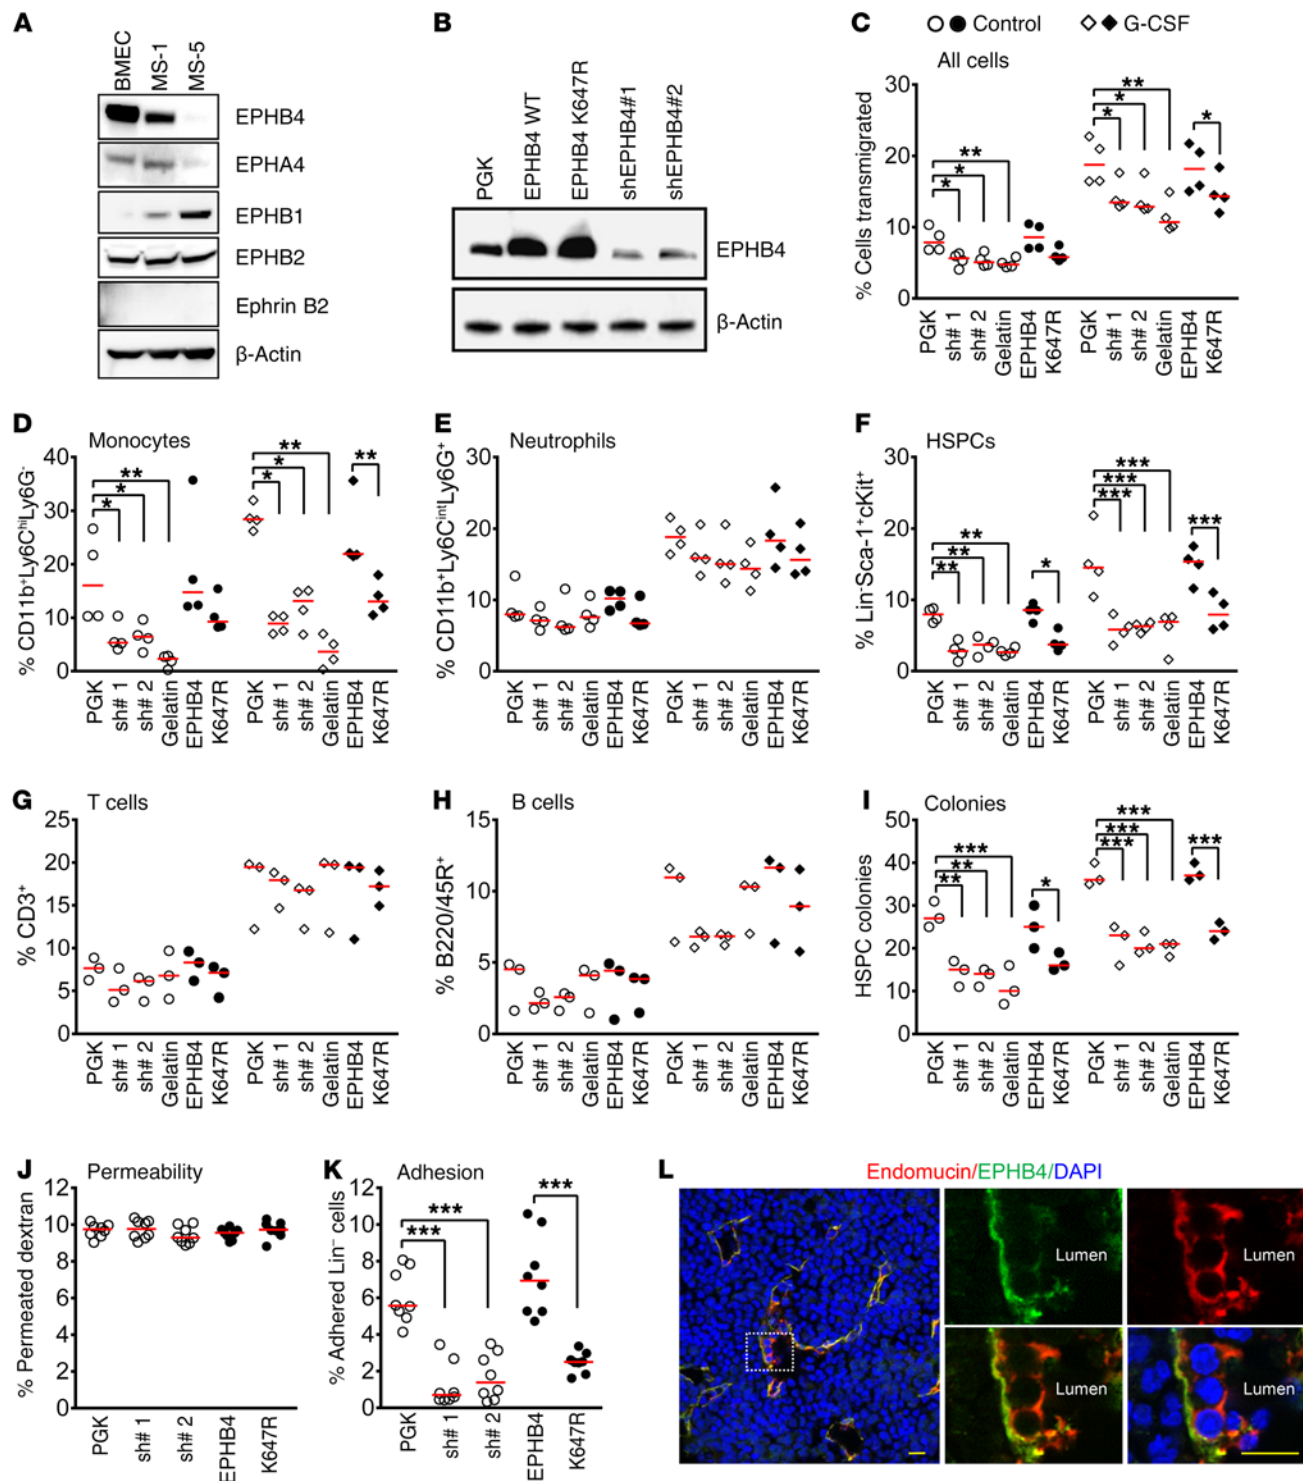 A
BMEC
MS-1
MS-5
EPHB4
EPHA4
EPHB1
EPHB2
Ephrin B2
β-Actin
B
PGK
EPHB4 WT
EPHB4 K647R
shEPHB4#1
shEPHB4#2
EPHB4
β-Actin
C
Control
G-CSF
All cells
% Cells transmigrated
30
20
10
0
** * * ** * * *
PGK sh# 1 sh# 2 Gelatin EPHB4 K647R PGK sh# 1 sh# 2 Gelatin EPHB4 K647R
D
Monocytes
% CD11b⁺Ly6CʰⁱLy6G⁻
40
30
20
10
0
** * * ** * * **
PGK sh# 1 sh# 2 Gelatin EPHB4 K647R PGK sh# 1 sh# 2 Gelatin EPHB4 K647R
E
Neutrophils
% CD11b⁺Ly6CⁱⁿᵗLy6G⁺
30
20
10
0
PGK sh# 1 sh# 2 Gelatin EPHB4 K647R PGK sh# 1 sh# 2 Gelatin EPHB4 K647R
F
HSPCs
% Lin⁻Sca-1⁺cKit⁺
30
20
10
0
** ** ** * *** *** *** ***
PGK sh# 1 sh# 2 Gelatin EPHB4 K647R PGK sh# 1 sh# 2 Gelatin EPHB4 K647R
G
T cells
% CD3⁺
25
20
15
10
5
0
PGK sh# 1 sh# 2 Gelatin EPHB4 K647R PGK sh# 1 sh# 2 Gelatin EPHB4 K647R
H
B cells
% B220/45R⁺
15
10
5
0
PGK sh# 1 sh# 2 Gelatin EPHB4 K647R PGK sh# 1 sh# 2 Gelatin EPHB4 K647R
I
Colonies
HSPC colonies
50
40
30
20
10
0
*** ** ** * *** *** *** ***
PGK sh# 1 sh# 2 Gelatin EPHB4 K647R PGK sh# 1 sh# 2 Gelatin EPHB4 K647R
J
Permeability
% Permeated dextran
12
10
8
6
4
2
0
PGK sh# 1 sh# 2 EPHB4 K647R
K
Adhesion
% Adhered Lin⁻ cells
12
10
8
6
4
2
0
*** *** ***
PGK sh# 1 sh# 2 EPHB4 K647R
L
Endomucin/EPHB4/DAPI
Lumen
Lumen
Lumen
Lumen